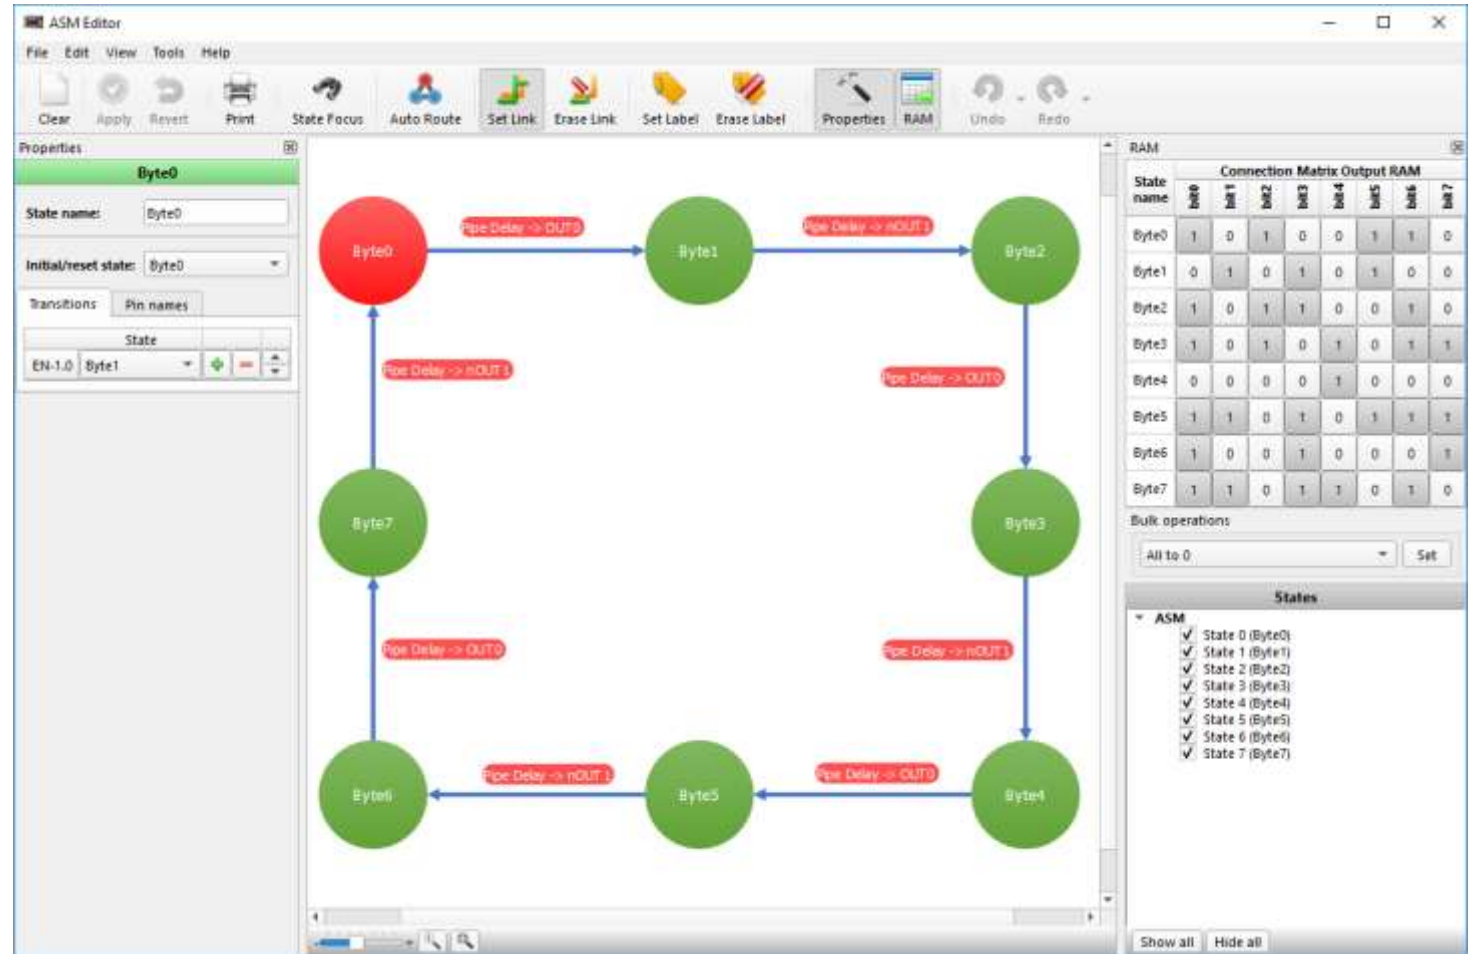 ASM Editor
File Edit View Tools Help
Clear Apply Revert Print State Focus Auto Route Set Link Erase Link Set Label Erase Label Properties RAM Undo Redo
Properties
Byte0
State name: Byte0
Initial/reset state: Byte0
Transitions Pin names
State
EN-1.0 Byte1
Byte0
Pipe Delay -> OUT0
Byte1
Pipe Delay -> nOUT1
Byte2
Pipe Delay -> nOUT1
Pipe Delay -> OUT0
Byte7
Byte3
Pipe Delay -> OUT0
Pipe Delay -> nOUT1
Byte6
Pipe Delay -> nOUT1
Byte5
Pipe Delay -> OUT0
Byte4
RAM
State name
Connection Matrix Output RAM
bit0 bit1 bit2 bit3 bit4 bit5 bit6 bit7
Byte0 1 0 1 0 0 1 1 0
Byte1 0 1 0 1 0 1 0 0
Byte2 1 0 1 1 0 0 1 0
Byte3 1 0 1 0 1 0 1 1
Byte4 0 0 0 0 1 0 0 0
Byte5 1 1 0 1 0 1 1 1
Byte6 1 0 0 1 0 0 0 1
Byte7 1 1 0 1 1 0 1 0
Bulk operations
All to 0 Set
States
ASM
State 0 (Byte0)
State 1 (Byte1)
State 2 (Byte2)
State 3 (Byte3)
State 4 (Byte4)
State 5 (Byte5)
State 6 (Byte6)
State 7 (Byte7)
Show all Hide all